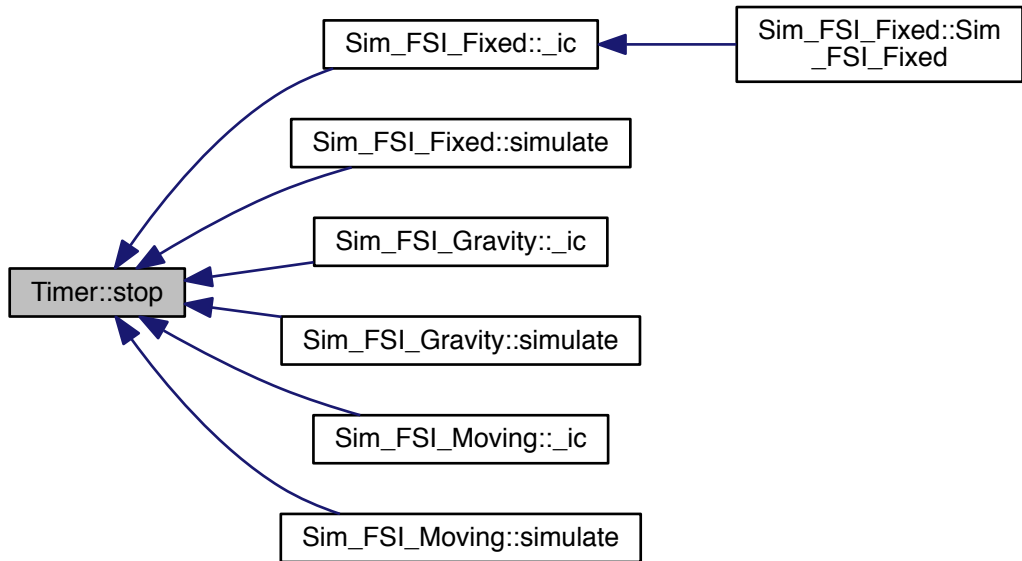 Sim_FSI_Fixed::_ic
Sim_FSI_Fixed::Sim
_FSI_Fixed
Sim_FSI_Fixed::simulate
Sim_FSI_Gravity::_ic
Timer::stop
Sim_FSI_Gravity::simulate
Sim_FSI_Moving::_ic
Sim_FSI_Moving::simulate